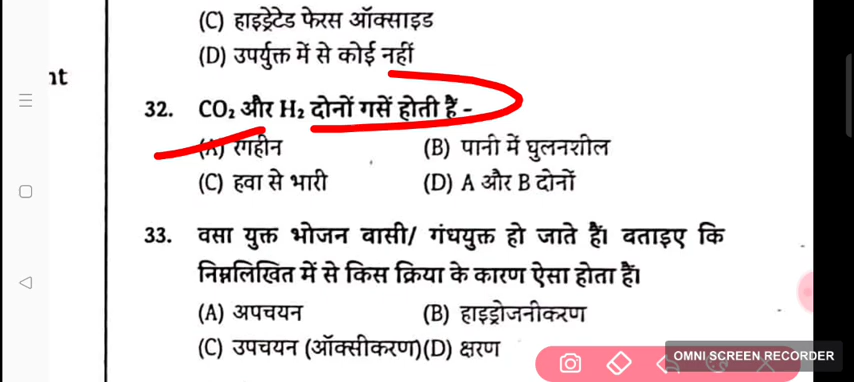 (C) हाइड्रेटेड फेरस ऑक्साइड
(D) उपर्युक्त में से कोई नहीं
nt
32. CO₂ और H₂ दोनों गसें होती हैं -
(A) रंगहीन (B) पानी में घुलनशील
(C) हवा से भारी (D) A और B दोनों
33. वसा युक्त भोजन वासी/ गंधयुक्त हो जाते हैं। बताइए कि
निम्नलिखित में से किस क्रिया के कारण ऐसा होता हैं।
(A) अपचयन (B) हाइड्रोजनीकरण
(C) उपचयन (ऑक्सीकरण)(D) क्षरण
OMNI SCREEN RECORDER